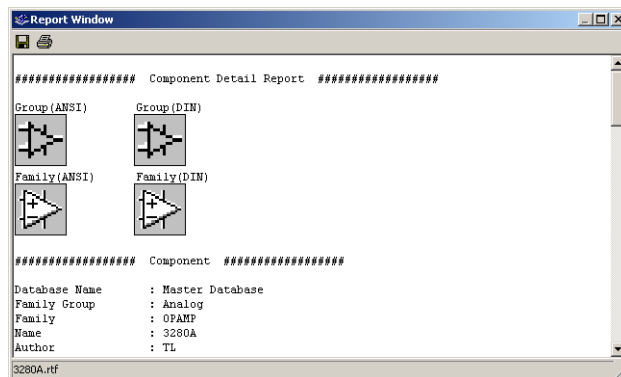 Report Window
################## Component Detail Report ##################
Group(ANSI) Group(DIN)
Family(ANSI) Family(DIN)
################## Component ##################
Database Name : Master Database
Family Group : Analog
Family : OPAMP
Name : 3280A
Author : TL
3280A.rtf